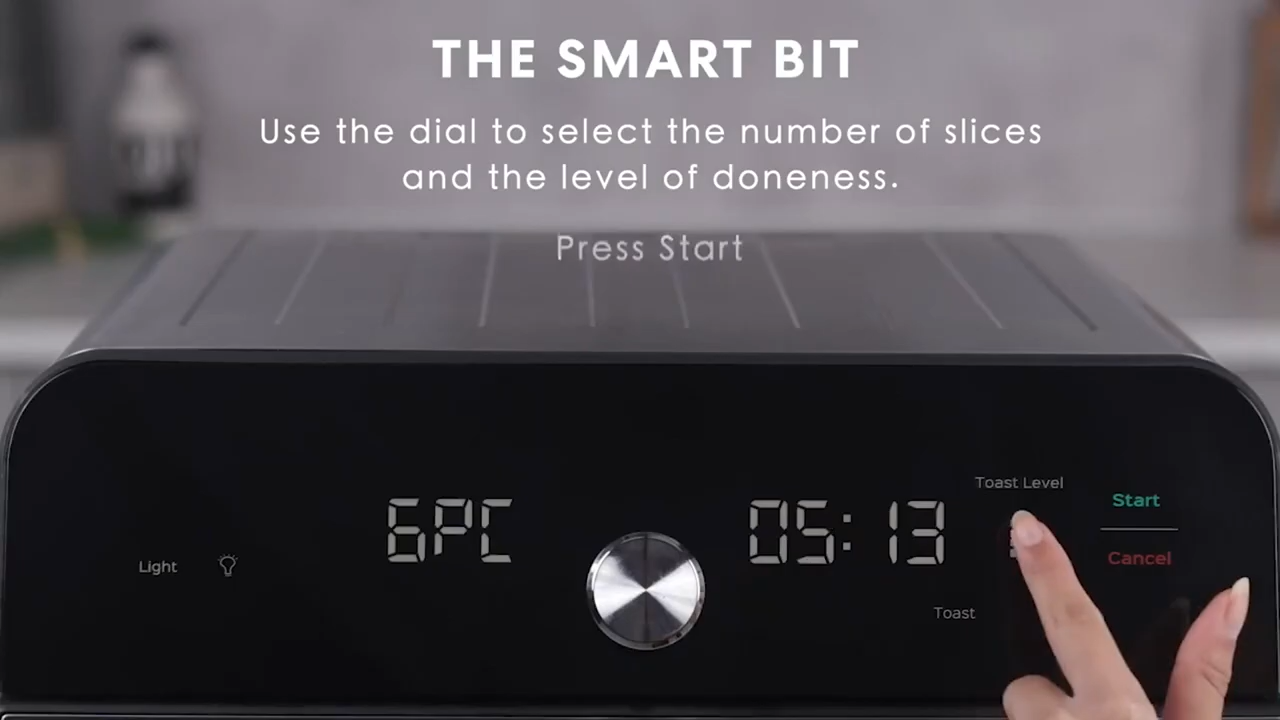 THE SMART BIT
Use the dial to select the number of slices
and the level of doneness.
Press Start
Toast Level
Start
6PC
05:13
Cancel
Light
Toast